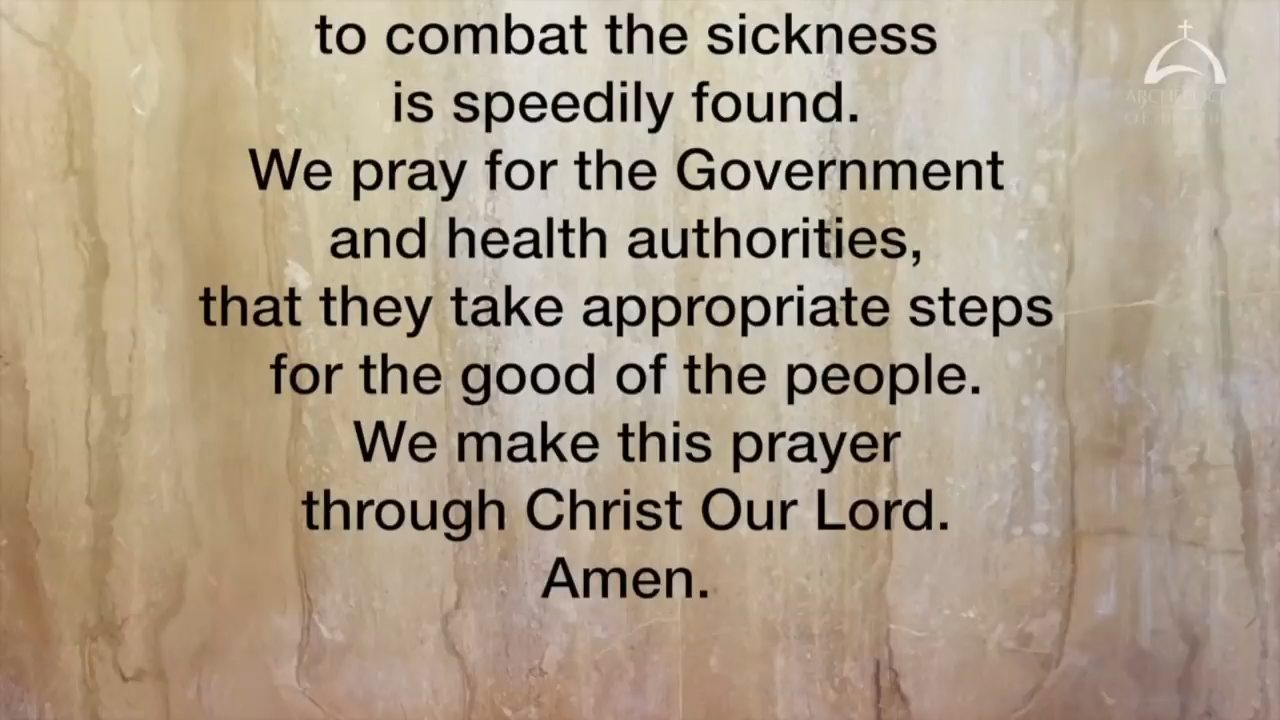 to combat the sickness
is speedily found.
We pray for the Government
and health authorities,
that they take appropriate steps
for the good of the people.
We make this prayer
through Christ Our Lord.
Amen.